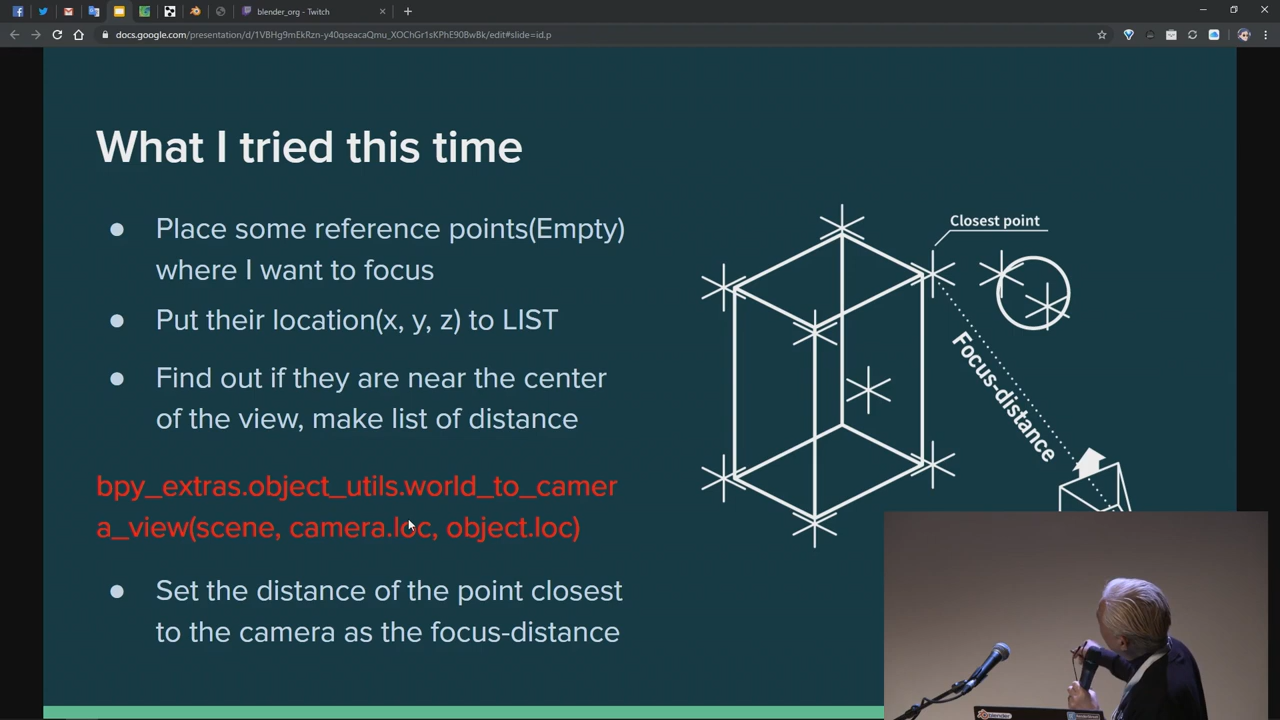 blender_org - Twitch
docs.google.com/presentation/d/1VBHg9mEkRzn-y40qseacaQmu_XOChGr1sKPhE90BwBk/edit#slide=id.p
What I tried this time
● Place some reference points(Empty)
where I want to focus
● Put their location(x, y, z) to LIST
● Find out if they are near the center
of the view, make list of distance
bpy_extras.object_utils.world_to_camer
a_view(scene, camera.loc, object.loc)
● Set the distance of the point closest
to the camera as the focus-distance
Closest point
Focus-distance
blender